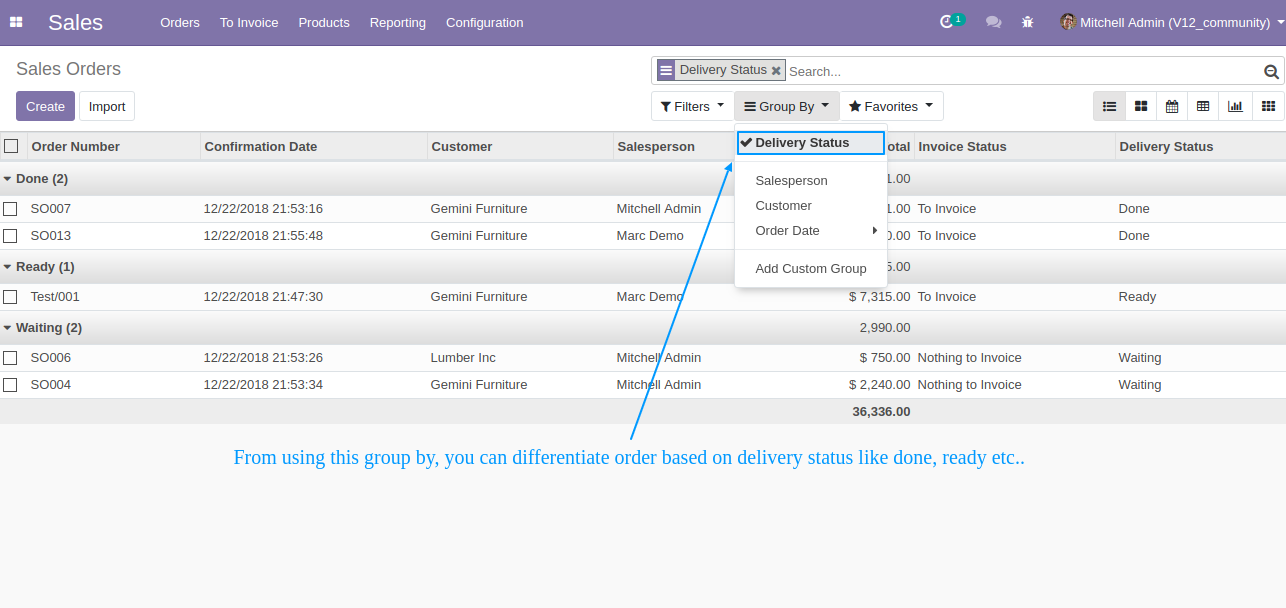 Sales Orders To Invoice Products Reporting Configuration 1 Mitchell Admin (V12_community)
Sales Orders
Delivery Status Search...
Create Import
Filters Group By Favorites
Order Number Confirmation Date Customer Salesperson otal Invoice Status Delivery Status
Delivery Status
Salesperson
Customer
Order Date
Add Custom Group
Done (2) 1.00
SO007 12/22/2018 21:53:16 Gemini Furniture Mitchell Admin 1.00 To Invoice Done
SO013 12/22/2018 21:55:48 Gemini Furniture Marc Demo 0.00 To Invoice Done
Ready (1) 5.00
Test/001 12/22/2018 21:47:30 Gemini Furniture Marc Demo $ 7,315.00 To Invoice Ready
Waiting (2) 2,990.00
SO006 12/22/2018 21:53:26 Lumber Inc Mitchell Admin $ 750.00 Nothing to Invoice Waiting
SO004 12/22/2018 21:53:34 Gemini Furniture Mitchell Admin $ 2,240.00 Nothing to Invoice Waiting
36,336.00
From using this group by, you can differentiate order based on delivery status like done, ready etc..